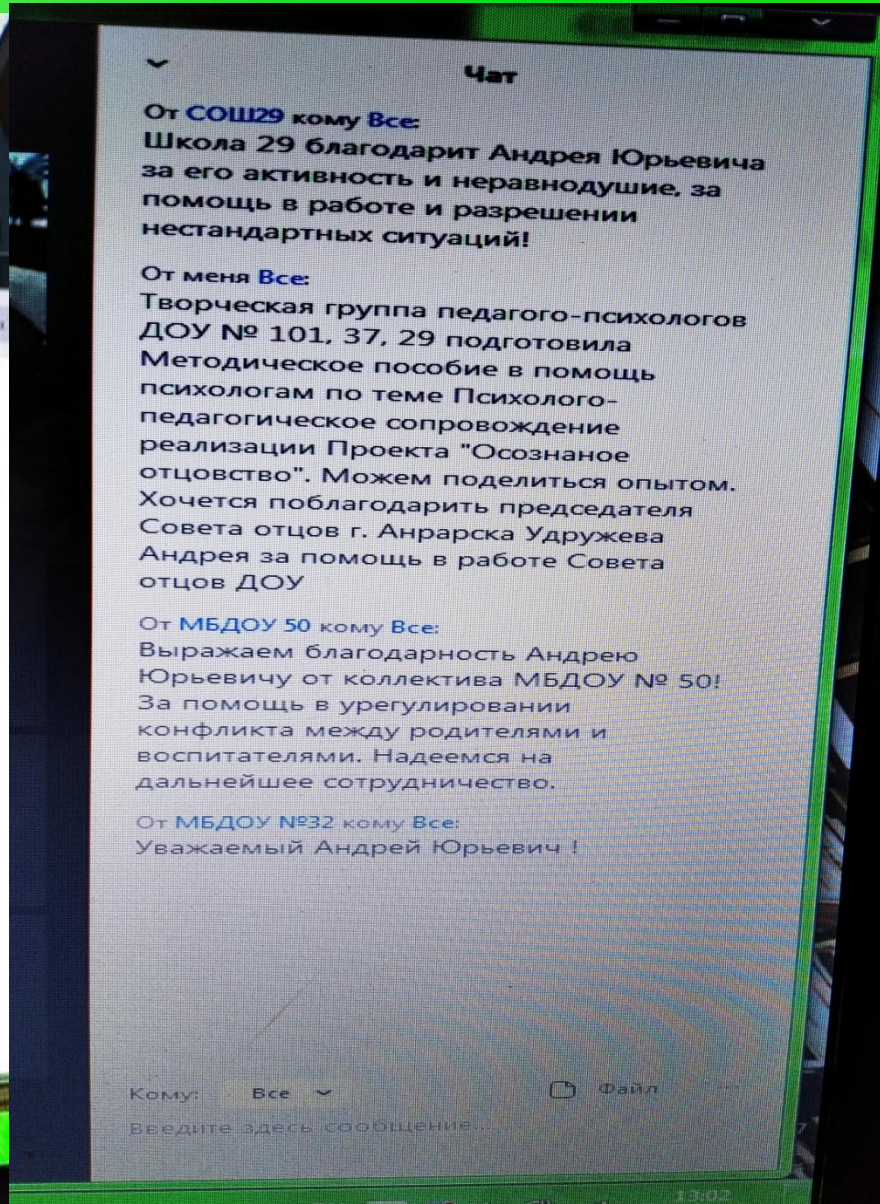 Чат
От СОШ29 кому Все:
Школа 29 благодарит Андрея Юрьевича
за его активность и неравнодушие, за
помощь в работе и разрешении
нестандартных ситуаций!
От меня Все:
Творческая группа педагого-психологов
ДОУ № 101, 37, 29 подготовила
Методическое пособие в помощь
психологам по теме Психолого-
педагогическое сопровождение
реализации Проекта "Осознаное
отцовство". Можем поделиться опытом.
Хочется поблагодарить председателя
Совета отцов г. Анрарска Удружева
Андрея за помощь в работе Совета
отцов ДОУ
От МБДОУ 50 кому Все:
Выражаем благодарность Андрею
Юрьевичу от коллектива МБДОУ № 50!
За помощь в урегулировании
конфликта между родителями и
воспитателями. Надеемся на
дальнейшее сотрудничество.
От МБДОУ №32 кому Все:
Уважаемый Андрей Юрьевич !
Кому: Все Файл
Введите здесь сообщение...
13:02